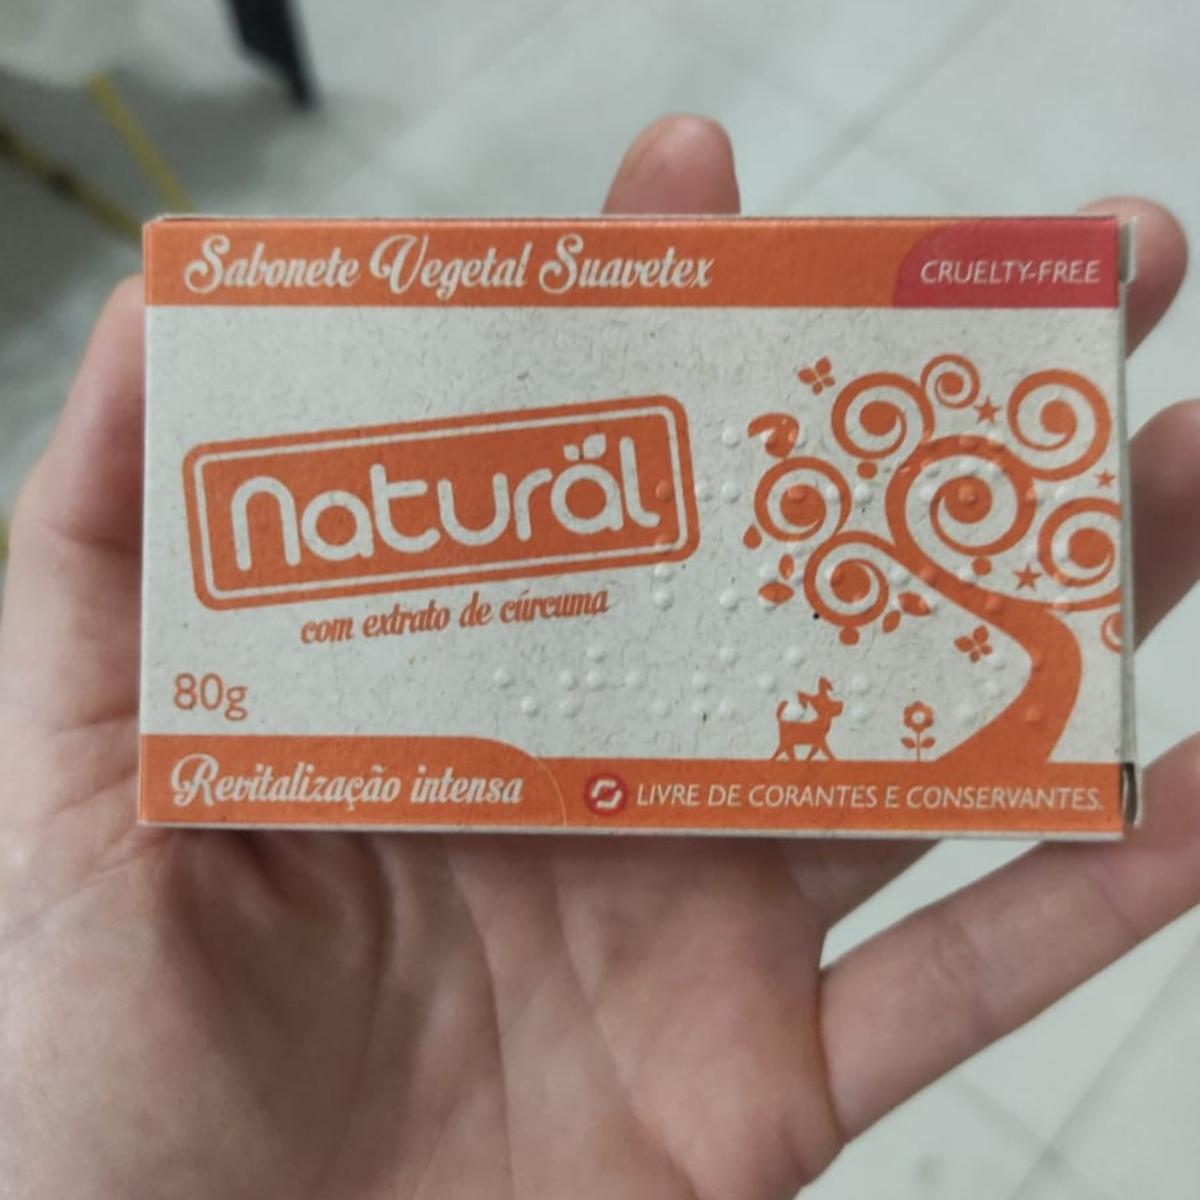 Sabonete Vegetal Suavetex
CRUELTY-FREE
naturäl
com extrato de cúrcuma
80g
Revitalização intensa
LIVRE DE CORANTES E CONSERVANTES.